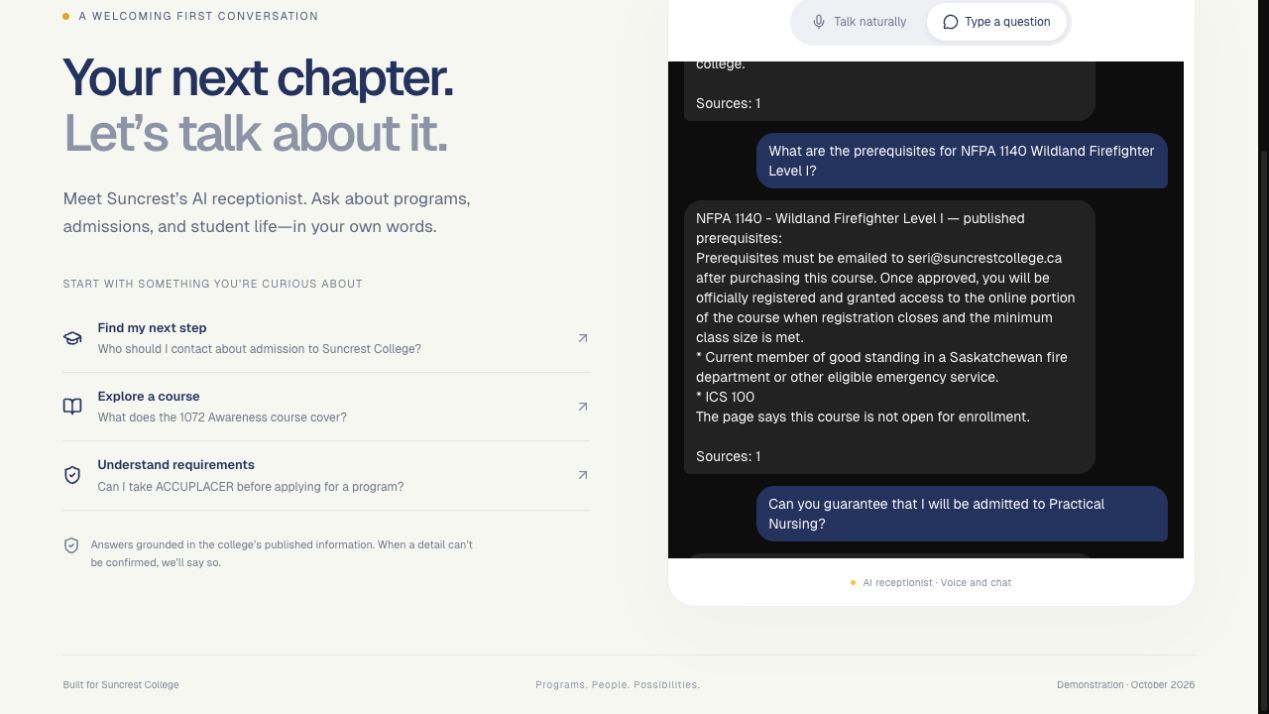 A WELCOMING FIRST CONVERSATION
Your next chapter.
Let's talk about it.
Meet Suncrest's AI receptionist. Ask about programs,
admissions, and student life—in your own words.
START WITH SOMETHING YOU'RE CURIOUS ABOUT
Find my next step
Who should I contact about admission to Suncrest College?
Explore a course
What does the 1072 Awareness course cover?
Understand requirements
Can I take ACCUPLACER before applying for a program?
Answers grounded in the college's published information. When a detail can't
be confirmed, we'll say so.
Talk naturally
Type a question
college.
Sources: 1
What are the prerequisites for NFPA 1140 Wildland Firefighter
Level I?
NFPA 1140 - Wildland Firefighter Level I — published
prerequisites:
Prerequisites must be emailed to seri@suncrestcollege.ca
after purchasing this course. Once approved, you will be
officially registered and granted access to the online portion
of the course when registration closes and the minimum
class size is met.
* Current member of good standing in a Saskatchewan fire
department or other eligible emergency service.
* ICS 100
The page says this course is not open for enrollment.
Sources: 1
Can you guarantee that I will be admitted to Practical
Nursing?
AI receptionist · Voice and chat
Built for Suncrest College
Programs. People. Possibilities.
Demonstration · October 2026